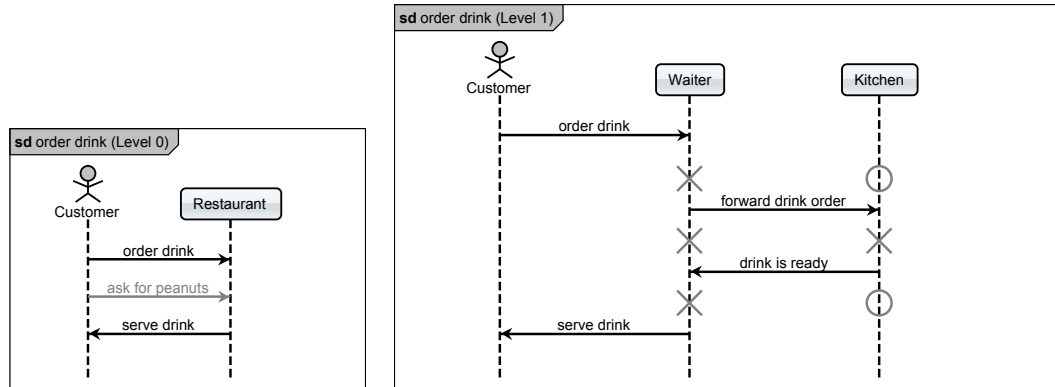 sd order drink (Level 0)
Customer
Restaurant
order drink
ask for peanuts
serve drink
sd order drink (Level 1)
Customer
Waiter
Kitchen
order drink
forward drink order
drink is ready
serve drink